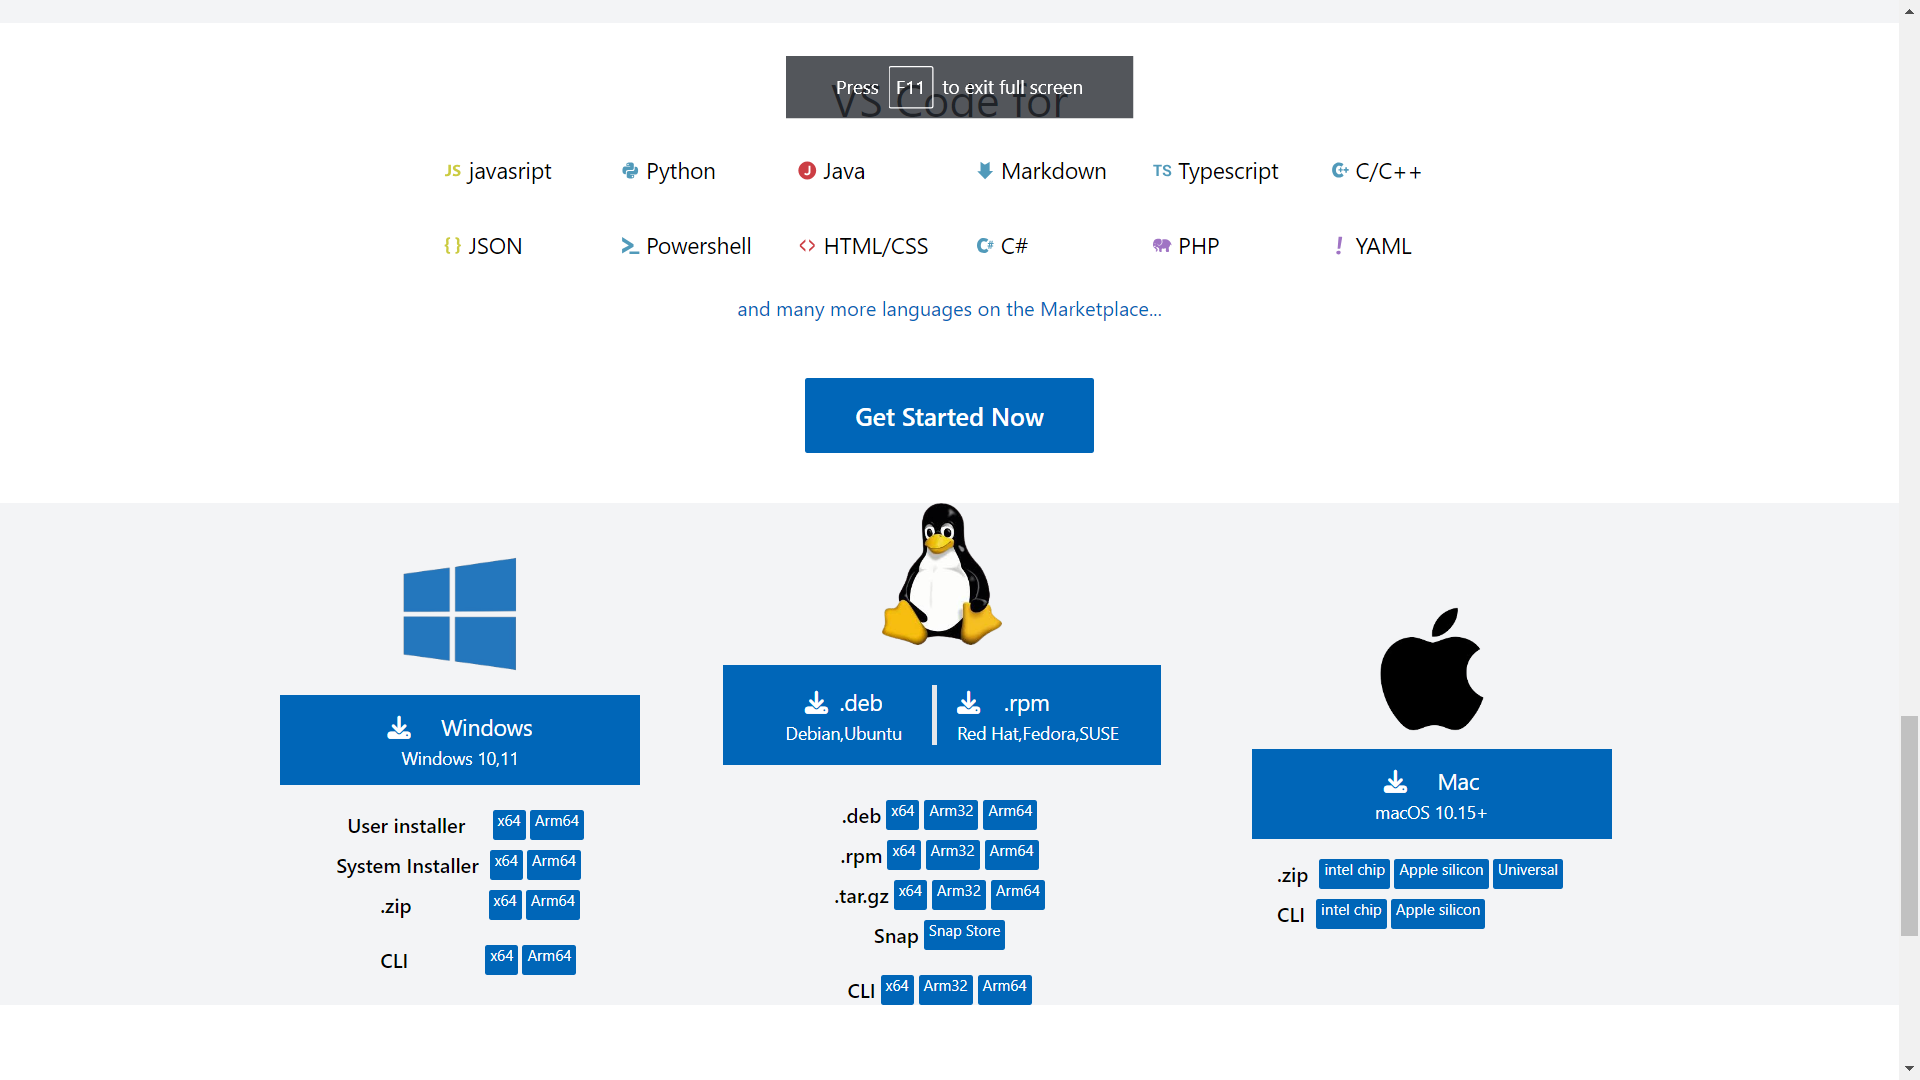 Press F11 to exit full screen
VS Code for
JS javasript
Python
Java
Markdown
TS Typescript
C/C++
{ } JSON
Powershell
HTML/CSS
C#
PHP
! YAML
and many more languages on the Marketplace...
Get Started Now
Windows
Windows 10,11
User installer x64 Arm64
System Installer x64 Arm64
.zip x64 Arm64
CLI x64 Arm64
.deb
Debian,Ubuntu
.rpm
Red Hat,Fedora,SUSE
.deb x64 Arm32 Arm64
.rpm x64 Arm32 Arm64
.tar.gz x64 Arm32 Arm64
Snap Snap Store
CLI x64 Arm32 Arm64
Mac
macOS 10.15+
.zip intel chip Apple silicon Universal
CLI intel chip Apple silicon